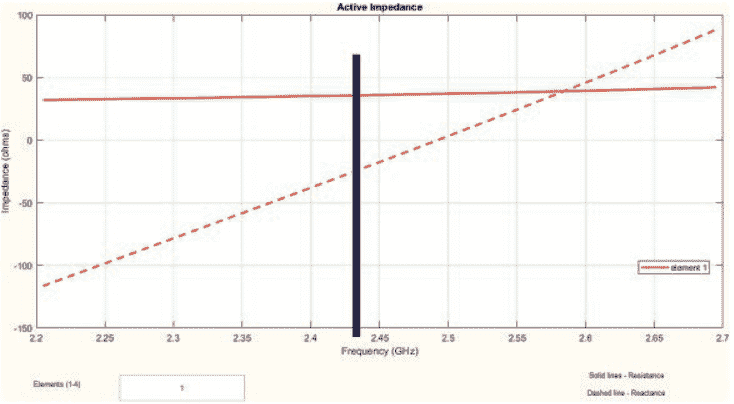 Active Impedance
100
50
0
-50
-100
-150
Impedance (ohms)
2.2 2.25 2.3 2.35 2.4 2.45 2.5 2.55 2.6 2.65 2.7
Frequency (GHz)
element 1
Elements (1-4)
1
Solid lines - Resistance
Dashed line - Reactance